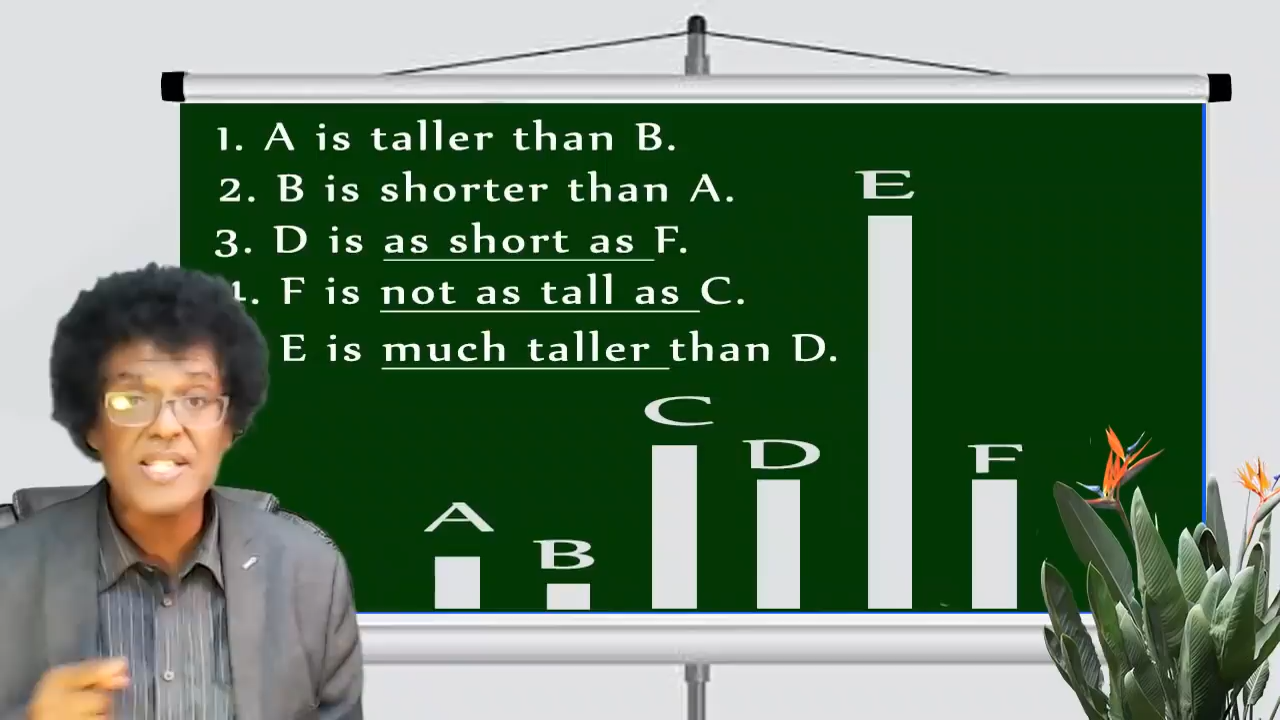 1. A is taller than B.
2. B is shorter than A.
3. D is as short as F.
4. F is not as tall as C.
E is much taller than D.
E
C
D
F
A
B